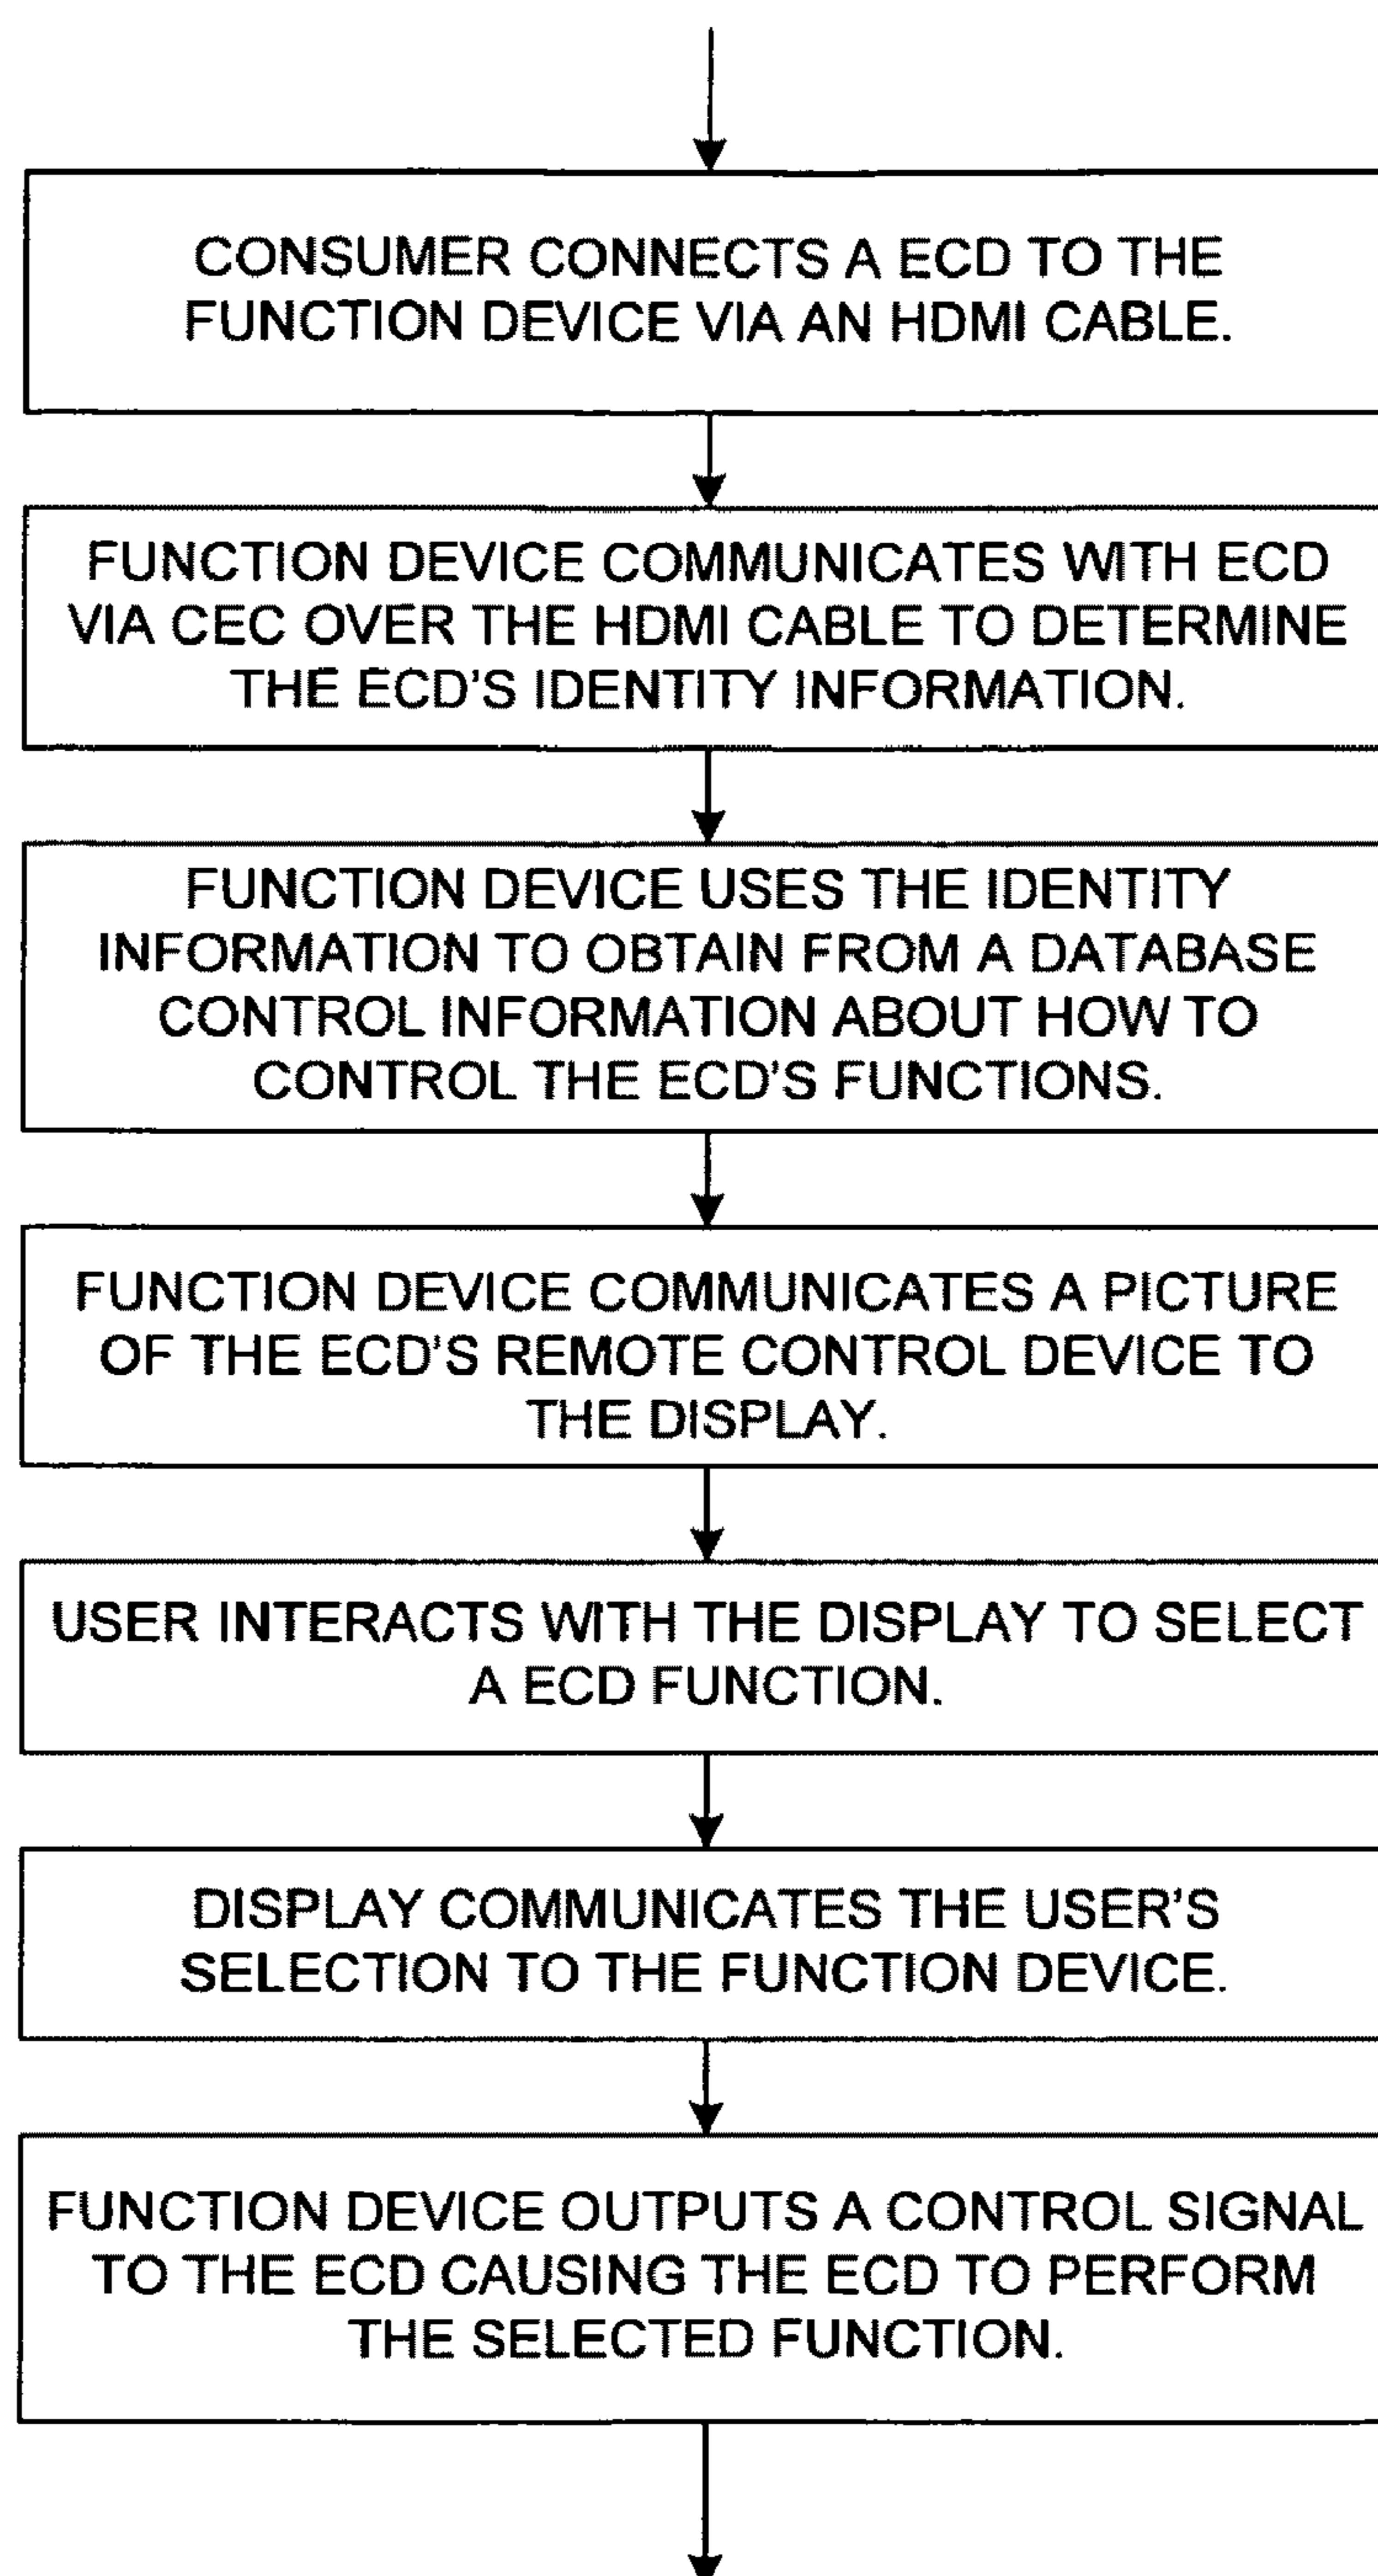 CONSUMER CONNECTS A ECD TO THE
FUNCTION DEVICE VIA AN HDMI CABLE.
FUNCTION DEVICE COMMUNICATES WITH ECD
VIA CEC OVER THE HDMI CABLE TO DETERMINE
THE ECD'S IDENTITY INFORMATION.
FUNCTION DEVICE USES THE IDENTITY
INFORMATION TO OBTAIN FROM A DATABASE
CONTROL INFORMATION ABOUT HOW TO
CONTROL THE ECD'S FUNCTIONS.
FUNCTION DEVICE COMMUNICATES A PICTURE
OF THE ECD'S REMOTE CONTROL DEVICE TO
THE DISPLAY.
USER INTERACTS WITH THE DISPLAY TO SELECT
A ECD FUNCTION.
DISPLAY COMMUNICATES THE USER'S
SELECTION TO THE FUNCTION DEVICE.
FUNCTION DEVICE OUTPUTS A CONTROL SIGNAL
TO THE ECD CAUSING THE ECD TO PERFORM
THE SELECTED FUNCTION.